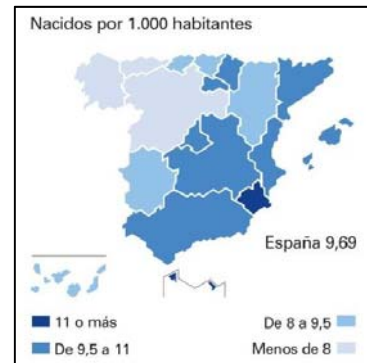 Nacidos por 1.000 habitantes
España 9,69
11 o más
De 9,5 a 11
De 8 a 9,5
Menos de 8